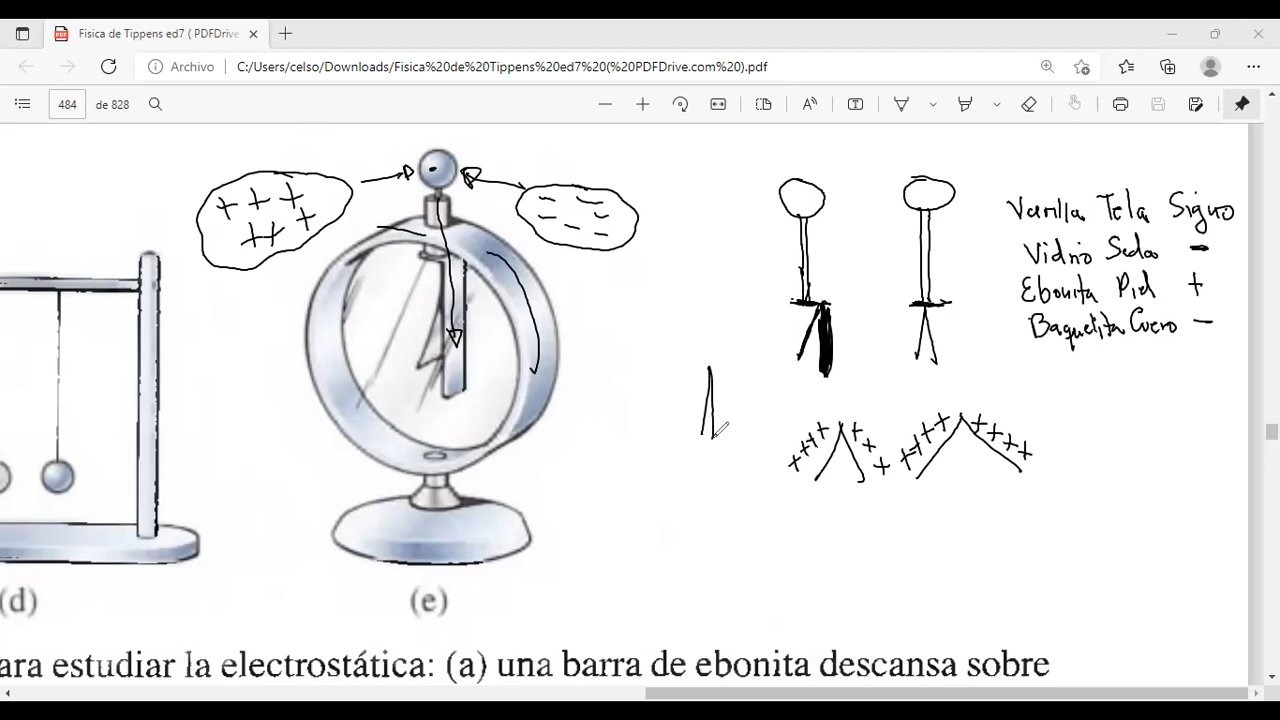 Fisica de Tippens ed7 ( PDFDrive
Archivo C:/Users/celso/Downloads/Fisica%20de%20Tippens%20ed7%20(%20PDFDrive.com%20).pdf
484 de 828
+ + +
+ + +
Varilla Tela Signo
Vidrio Seda -
Ebonita Piel +
Baquelita Cuero -
(d)
(e)
ara estudiar la electrostática: (a) una barra de ebonita descansa sobre